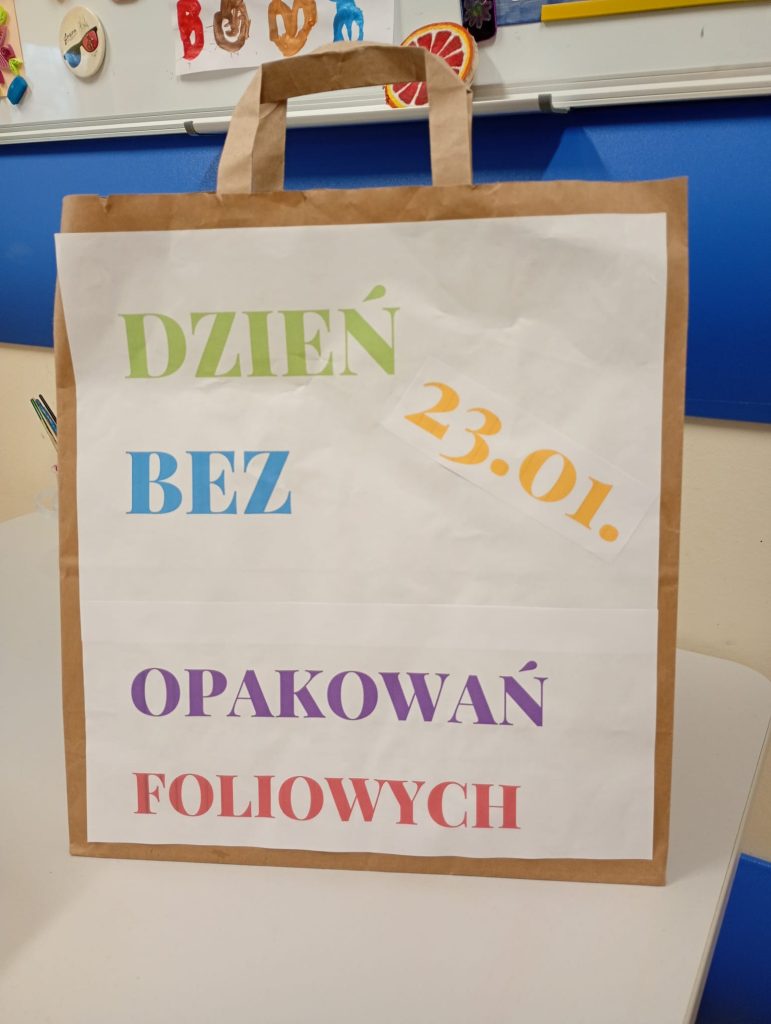 DZIEŃ
23.01.
BEZ
OPAKOWAŃ
FOLIOWYCH